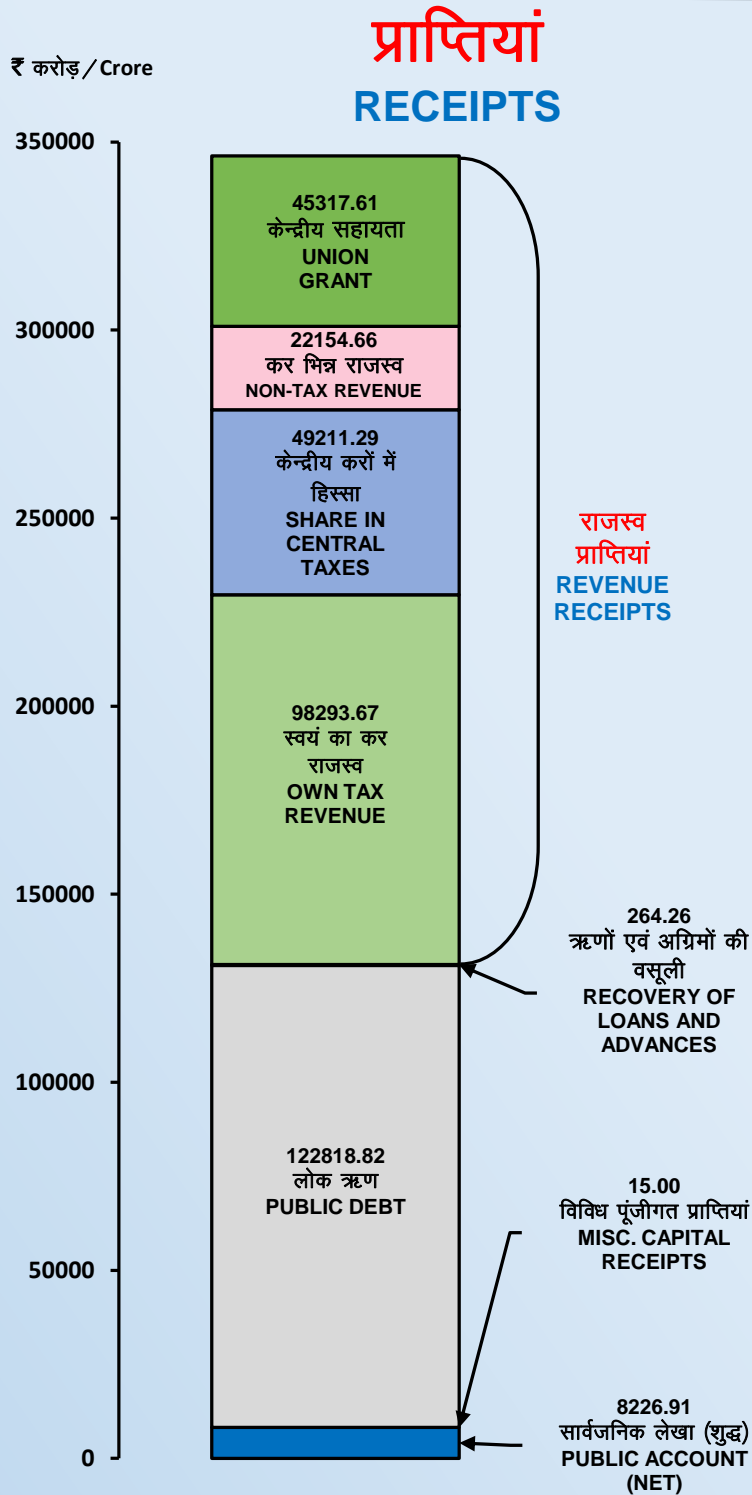 प्राप्तियां
RECEIPTS
₹ करोड़/Crore
350000
300000
250000
200000
150000
100000
50000
0
45317.61
केन्द्रीय सहायता
UNION
GRANT
22154.66
कर भिन्न राजस्व
NON-TAX REVENUE
49211.29
केन्द्रीय करों में
हिस्सा
SHARE IN
CENTRAL
TAXES
98293.67
स्वयं का कर
राजस्व
OWN TAX
REVENUE
122818.82
लोक ऋण
PUBLIC DEBT
राजस्व
प्राप्तियां
REVENUE
RECEIPTS
264.26
ऋणों एवं अग्रिमों की
वसूली
RECOVERY OF
LOANS AND
ADVANCES
15.00
विविध पूंजीगत प्राप्तियां
MISC. CAPITAL
RECEIPTS
8226.91
सार्वजनिक लेखा (शुद्ध)
PUBLIC ACCOUNT
(NET)